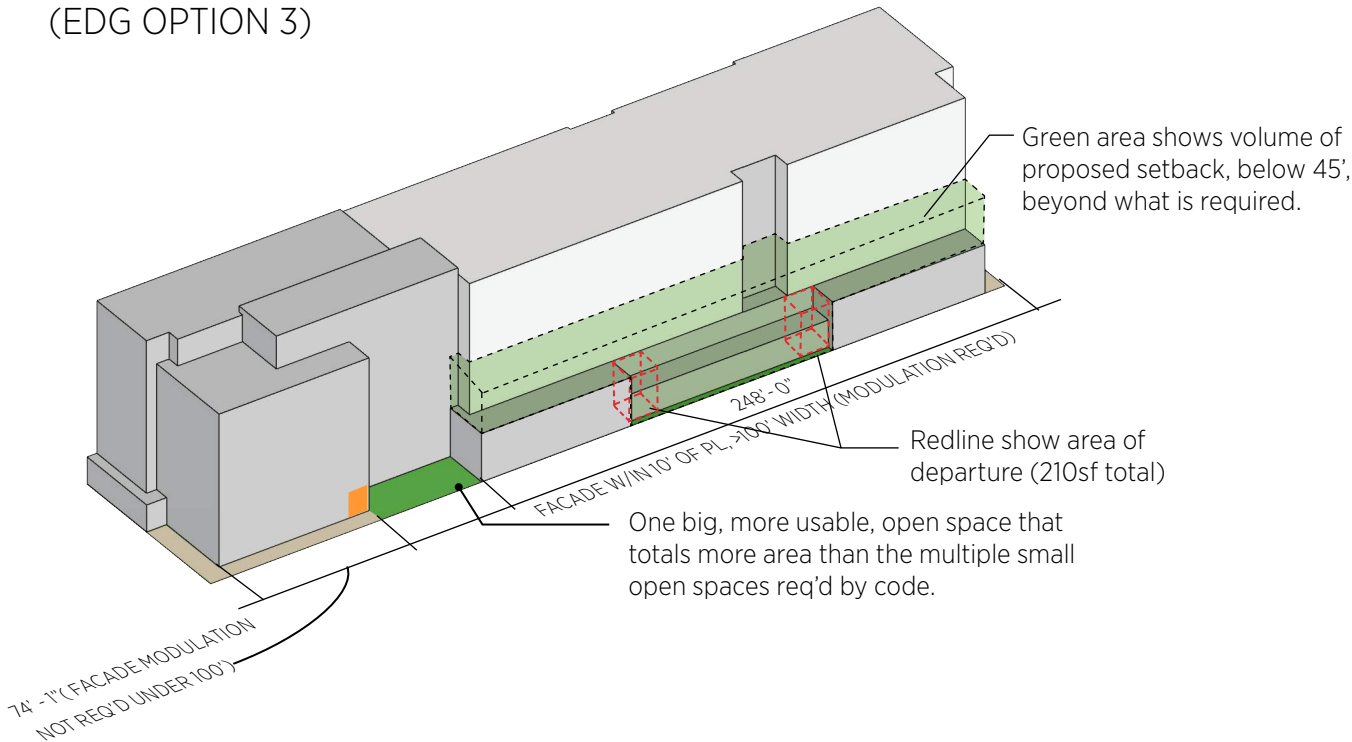 (EDG OPTION 3)
Green area shows volume of
proposed setback, below 45',
beyond what is required.
248'- 0"
FACADE W/IN 10' OF PL, >100' WIDTH (MODULATION REQ'D)
Redline show area of
departure (210sf total)
One big, more usable, open space that
totals more area than the multiple small
open spaces req'd by code.
74' - 1" ( FACADE MODULATION
NOT REQ'D UNDER 100')